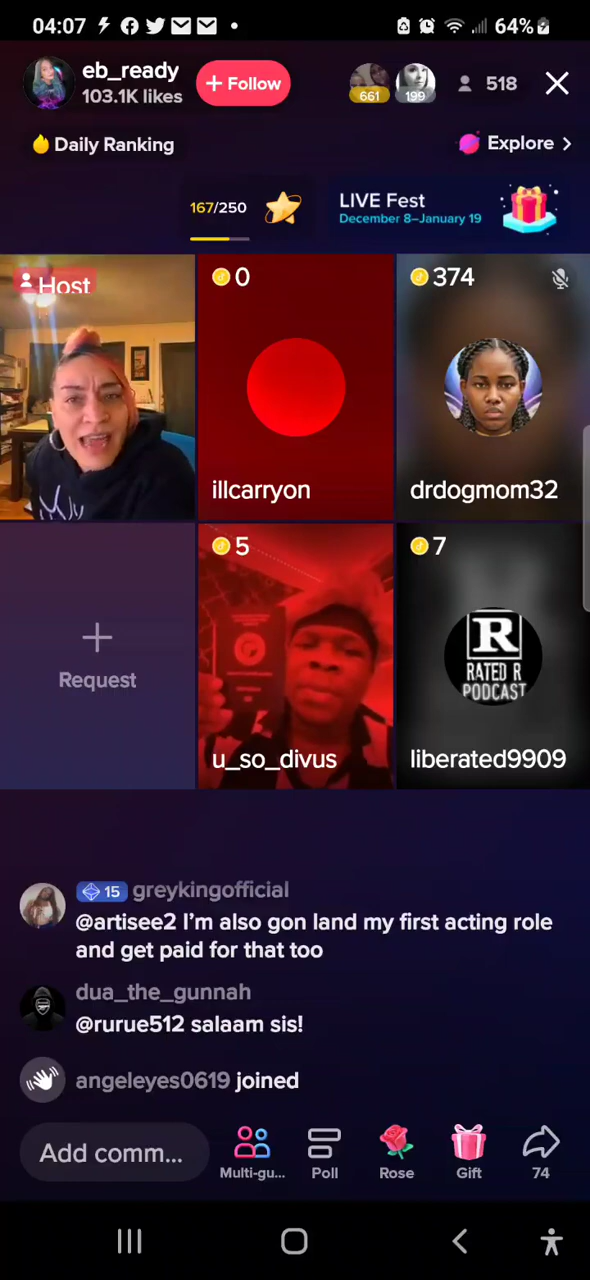 04:07
64%
eb_ready
103.1K likes
+ Follow
661
199
518
Daily Ranking
Explore >
167/250
LIVE Fest
December 8–January 19
Host
0
374
illcarryon
drdogmom32
5
7
Request
R
RATED R
PODCAST
u_so_divus
liberated9909
15 greykingofficial
@artisee2 I’m also gon land my first acting role
and get paid for that too
dua_the_gunnah
@rurue512 salaam sis!
angeleyes0619 joined
Add comm...
Multi-gu...
Poll
Rose
Gift
74